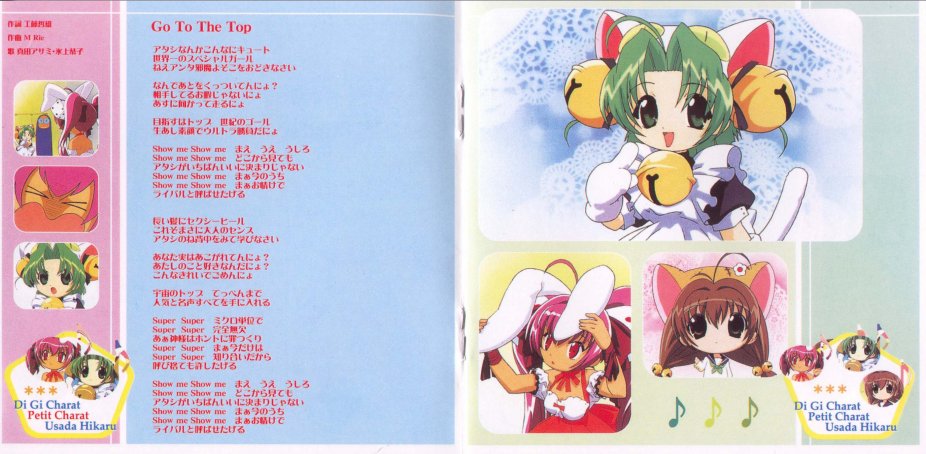 作詞 工藤哲雄
作曲 M Rie
歌 真田アサミ・氷上恭子
Go To The Top
アタシなんかこんなにキュート
世界一のスペシャルガール
ねえアンタ邪魔よそこをおどきなさい
なんであとをくっついてんにょ?
相手してるお暇じゃないにょ
あすに向かって走るにょ
目指すはトップ 世紀のゴール
生あし素顔でウルトラ勝負だにょ
Show me Show me まえ うえ うしろ
Show me Show me どこから見ても
アタシがいちばんいいに決まりじゃない
Show me Show me まぁ今のうち
Show me Show me まぁお情けで
ライバルと呼ばせたげる
長い髪にセクシーヒール
これぞまさに大人のセンス
アタシのね背中をみて学びなさい
あなた実はあこがれてんにょ?
あたしのこと好きなんだにょ?
こんなきれいでごめんにょ
宇宙のトップ てっぺんまで
人気と名声すべてを手に入れる
Super Super ミクロ単位で
Super Super 完全無欠
あぁ神様はホントに罪つくり
Super Super まぁ今だけは
Super Super 知り合いだから
呼び捨ても許したげる
Show me Show me まえ うえ うしろ
Show me Show me どこから見ても
アタシがいちばんいいに決まりじゃない
Show me Show me まぁ今のうち
Show me Show me まぁお情けで
ライバルと呼ばせたげる
***
Di Gi Charat
Petit Charat
Usada Hikaru
***
Di Gi Charat
Petit Charat
Usada Hikaru